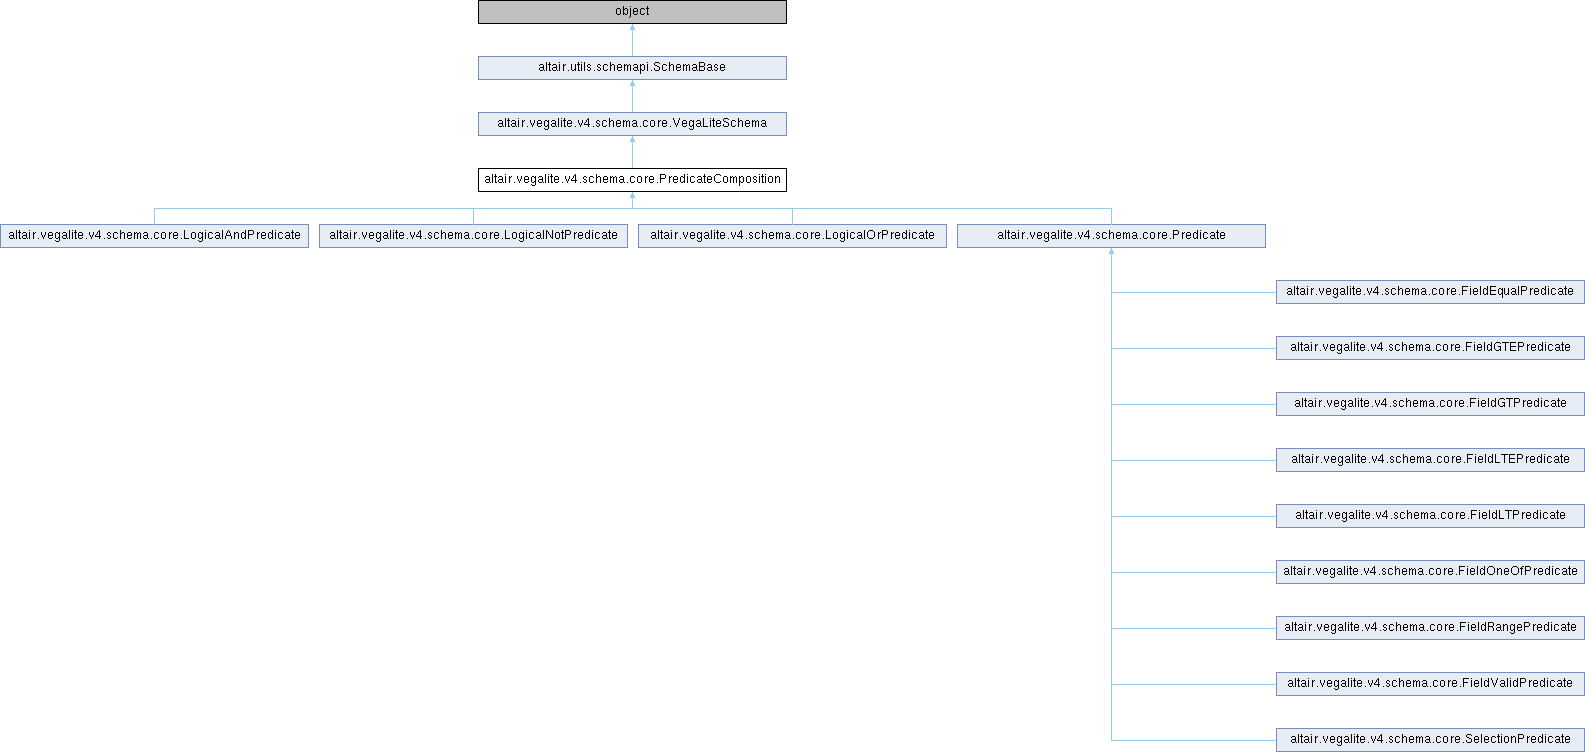 object
altair.utils.schemapi.SchemaBase
altair.vegalite.v4.schema.core.VegaLiteSchema
altair.vegalite.v4.schema.core.PredicateComposition
altair.vegalite.v4.schema.core.LogicalAndPredicate
altair.vegalite.v4.schema.core.LogicalNotPredicate
altair.vegalite.v4.schema.core.LogicalOrPredicate
altair.vegalite.v4.schema.core.Predicate
altair.vegalite.v4.schema.core.FieldEqualPredicate
altair.vegalite.v4.schema.core.FieldGTEPredicate
altair.vegalite.v4.schema.core.FieldGTPredicate
altair.vegalite.v4.schema.core.FieldLTEPredicate
altair.vegalite.v4.schema.core.FieldLTPredicate
altair.vegalite.v4.schema.core.FieldOneOfPredicate
altair.vegalite.v4.schema.core.FieldRangePredicate
altair.vegalite.v4.schema.core.FieldValidPredicate
altair.vegalite.v4.schema.core.SelectionPredicate